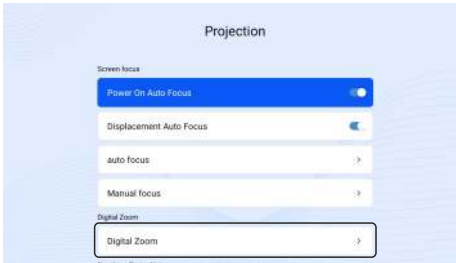 Projection
Screen focus
Power On Auto Focus
Displacement Auto Focus
auto focus
Manual focus
Digital Zoom
Digital Zoom